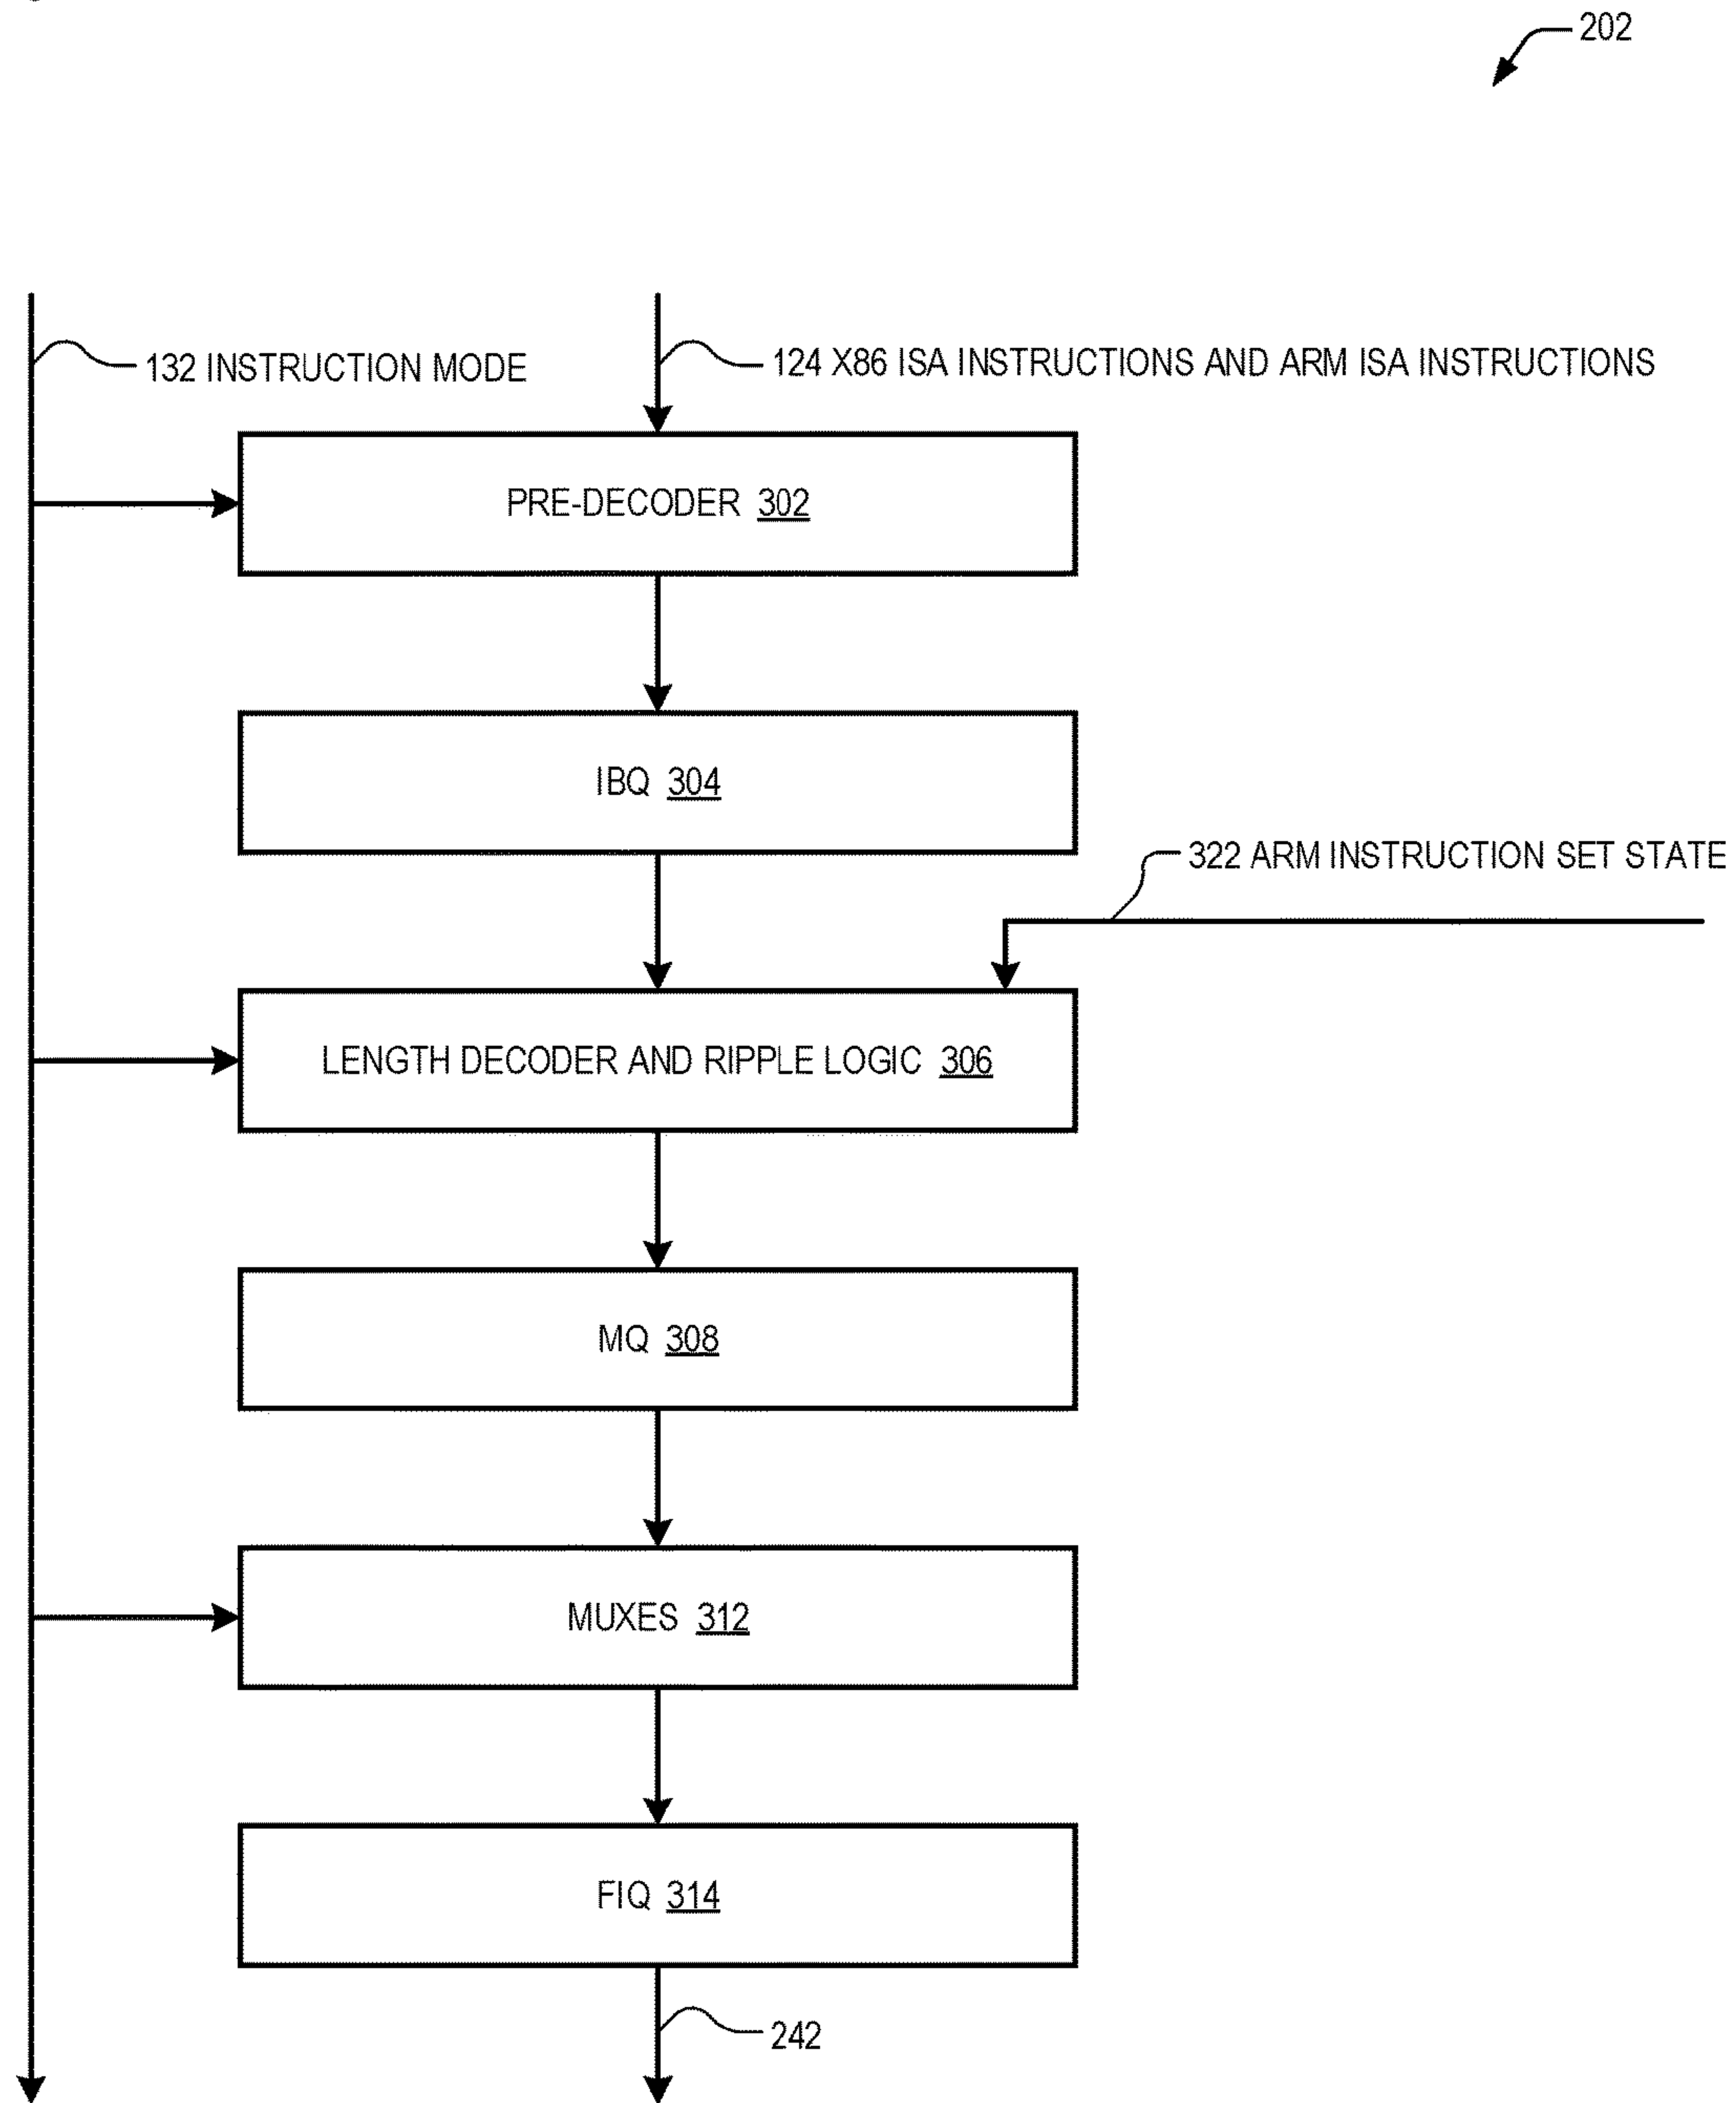 202
132 INSTRUCTION MODE
124 X86 ISA INSTRUCTIONS AND ARM ISA INSTRUCTIONS
PRE-DECODER 302
IBQ 304
322 ARM INSTRUCTION SET STATE
LENGTH DECODER AND RIPPLE LOGIC 306
MQ 308
MUXES 312
FIQ 314
242